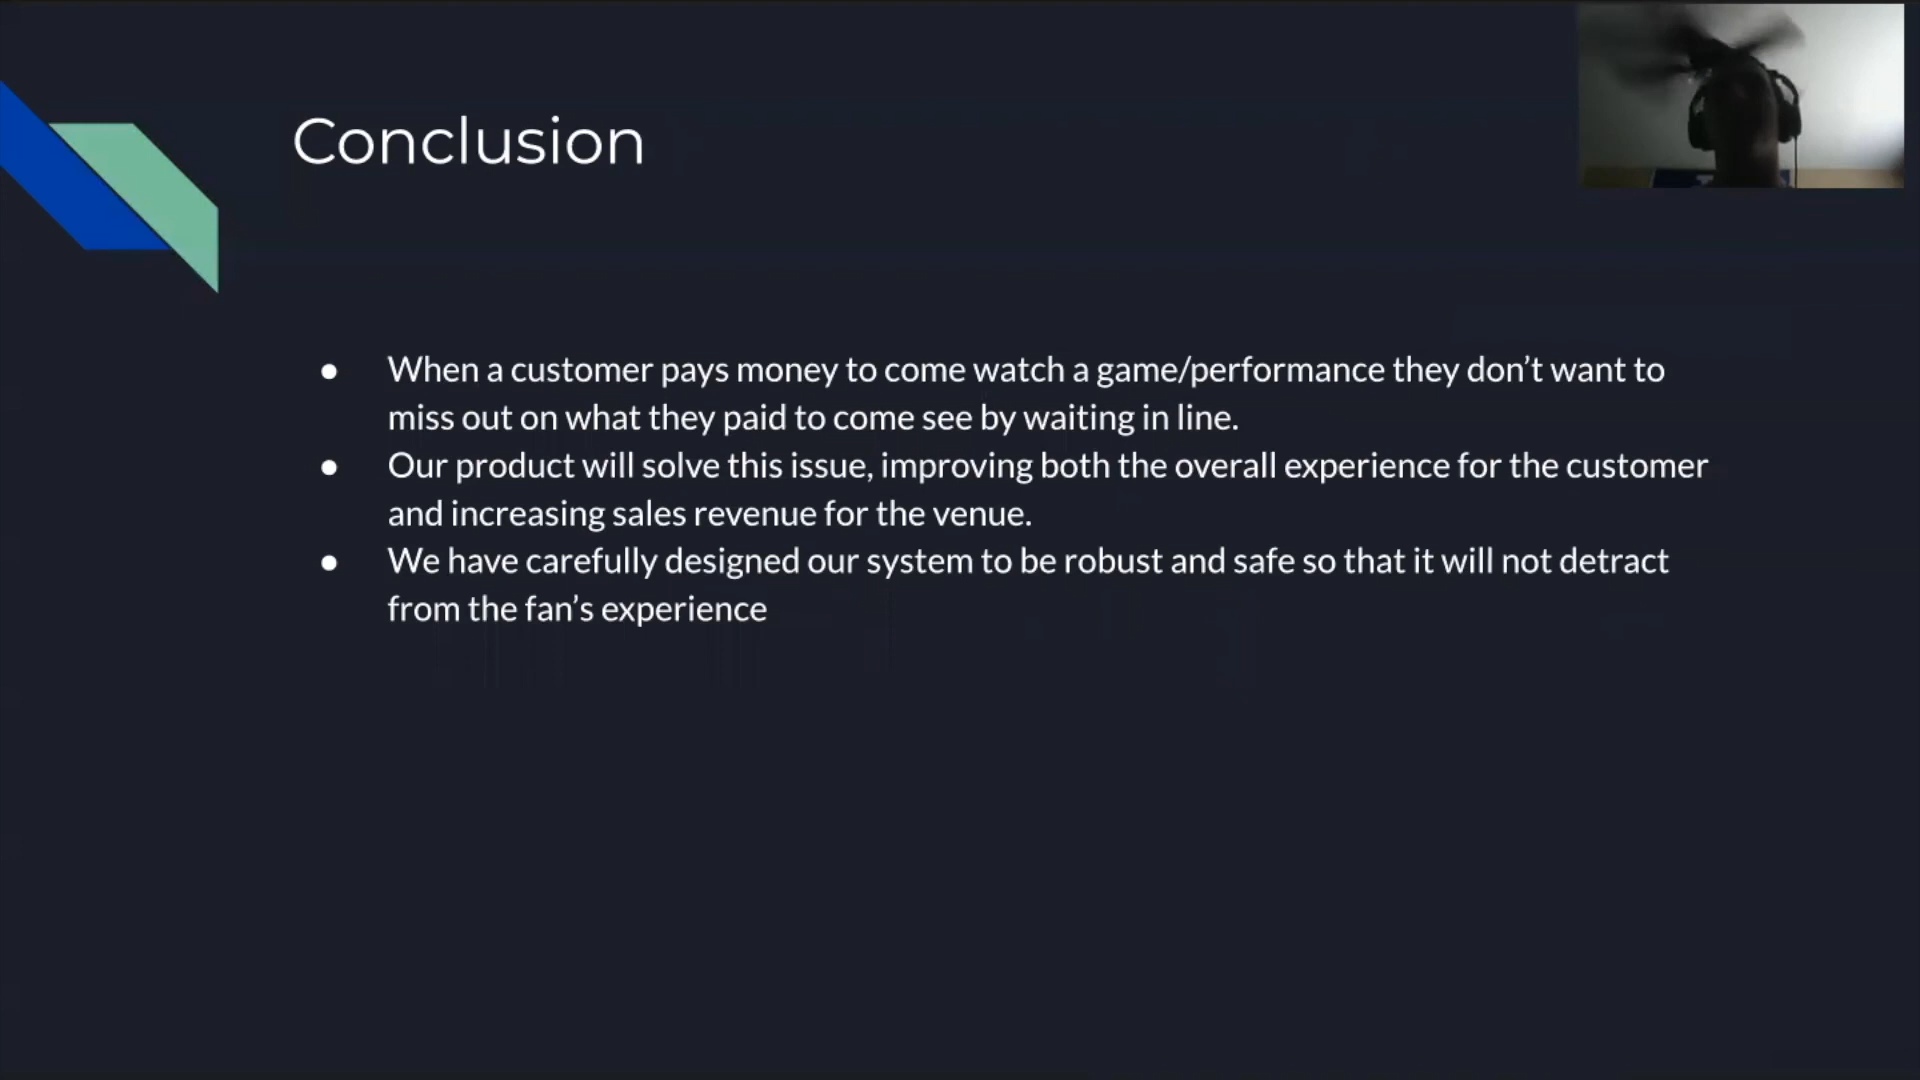 Conclusion
● When a customer pays money to come watch a game/performance they don’t want to
miss out on what they paid to come see by waiting in line.
● Our product will solve this issue, improving both the overall experience for the customer
and increasing sales revenue for the venue.
● We have carefully designed our system to be robust and safe so that it will not detract
from the fan’s experience